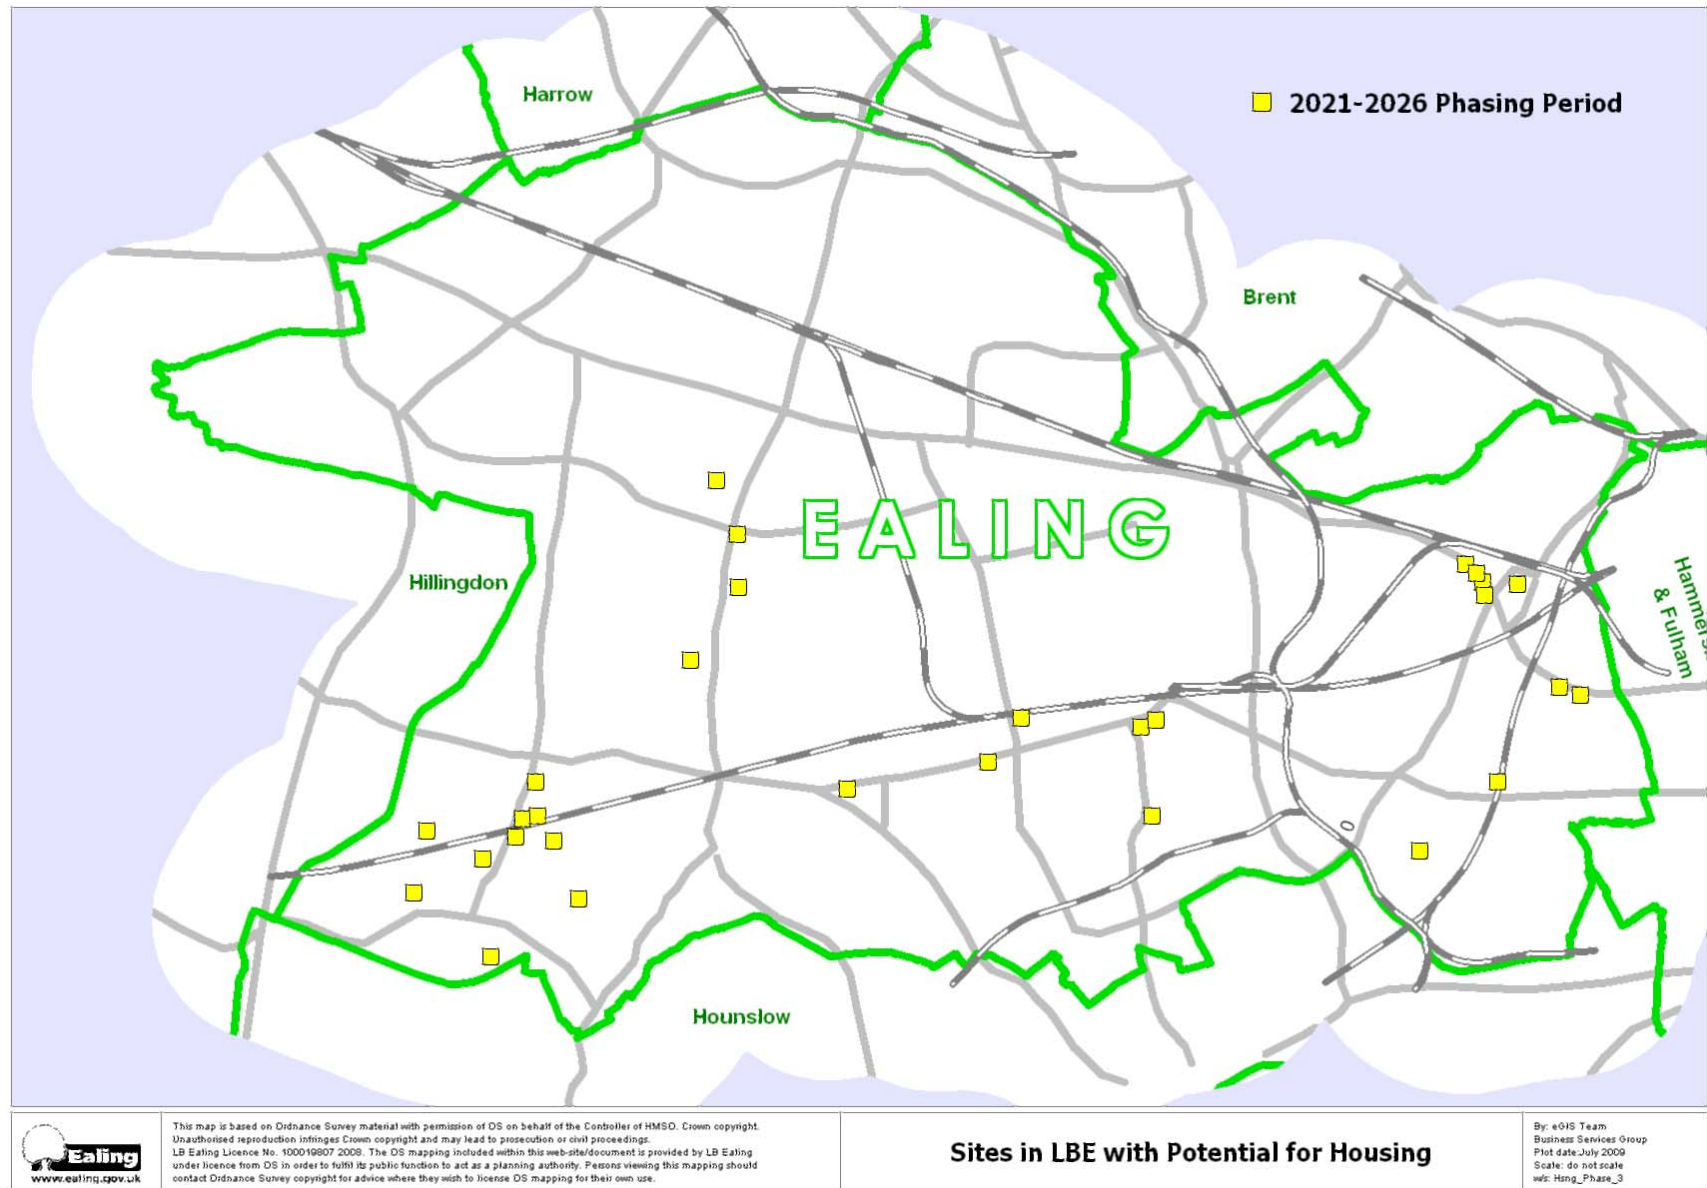 Harrow
2021-2026 Phasing Period
Brent
EALING
Hillingdon
& Fulham
Hounslow
Ealing
www.ealing.gov.uk
This map is based on Ordnance Survey material with permission of OS on behalf of the Controller of HMSO. Crown copyright.
Unauthorised reproduction infringes Crown copyright and may lead to prosecution or civil proceedings.
LB Ealing Licence No. 100019807 2008. The OS mapping included within this web-site/document is provided by LB Ealing
under licence from OS in order to fulfil its public function to act as a planning authority. Persons viewing this mapping should
contact Ordnance Survey copyright for advice where they wish to license OS mapping for their own use.
Sites in LBE with Potential for Housing
By: eGIS Team
Business Services Group
Plot date:July 2009
Scale: do not scale
w/s: Hsng_Phase_3